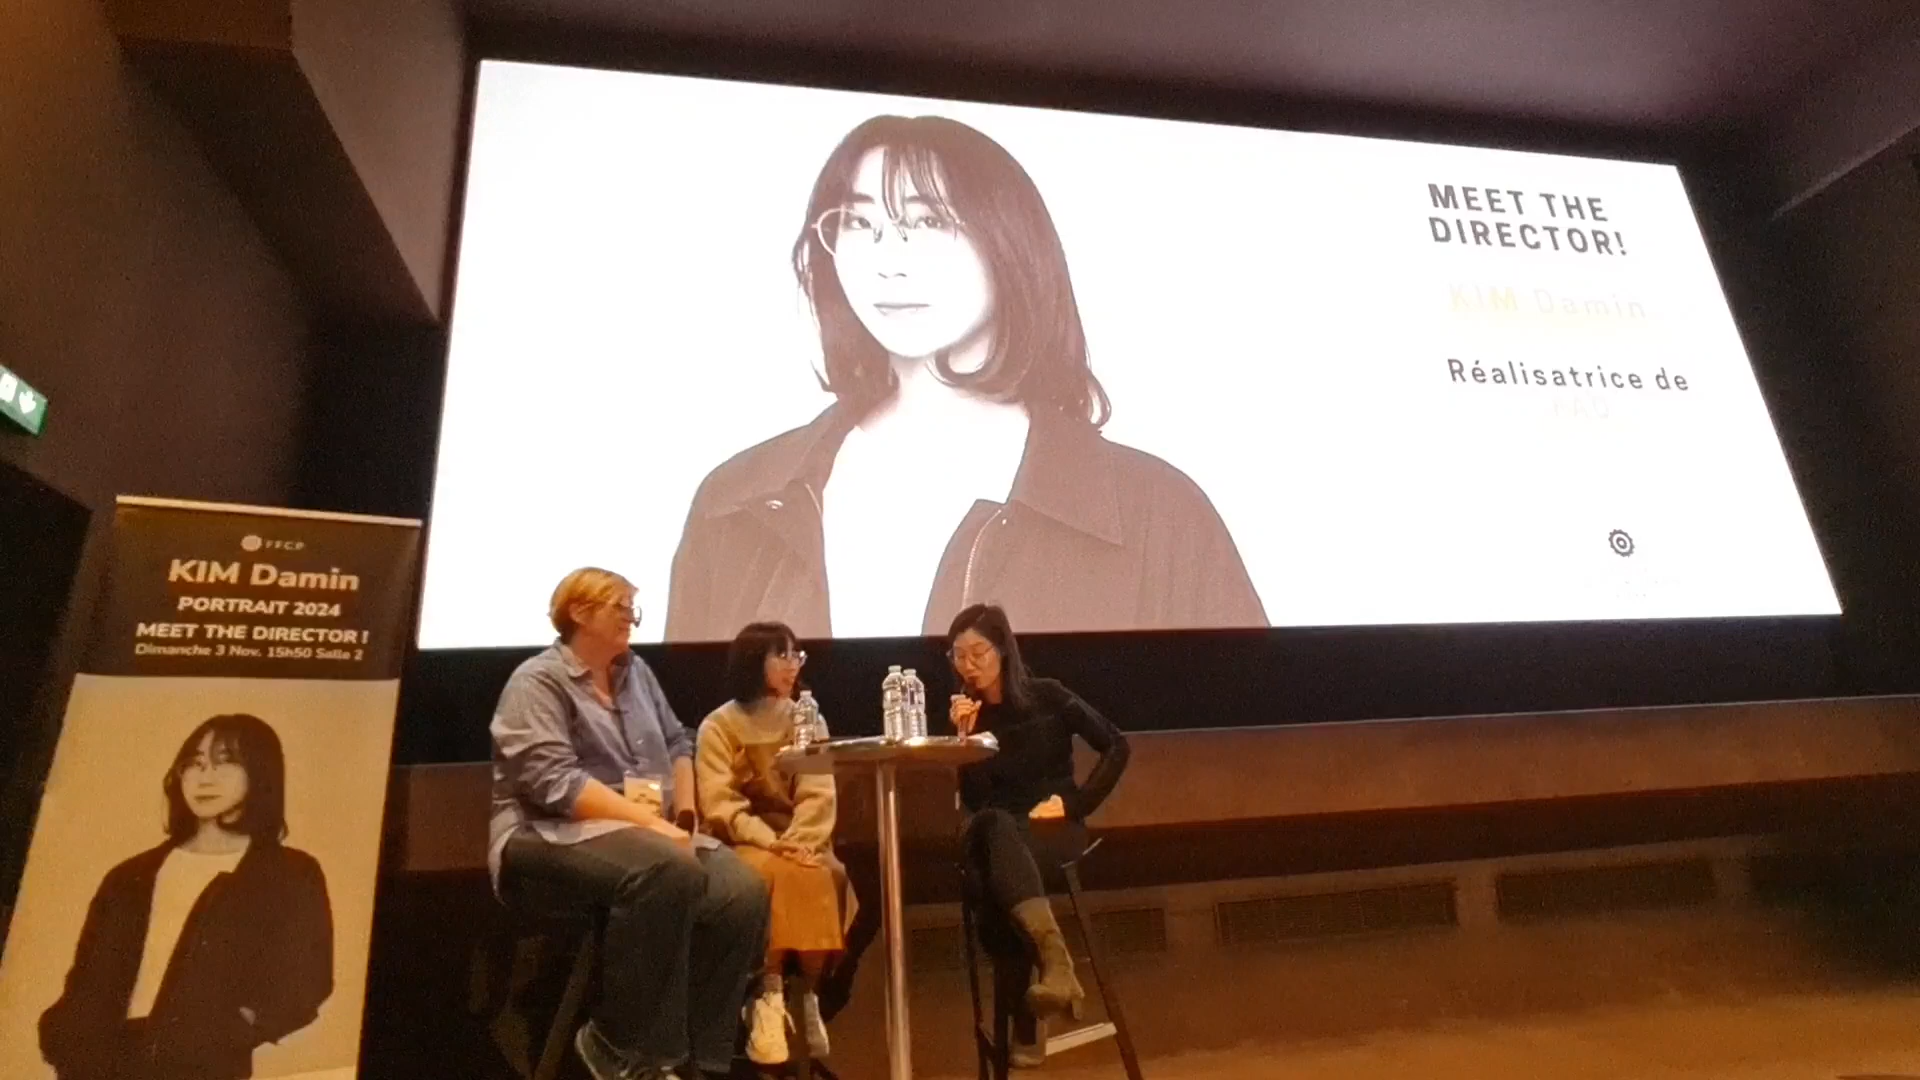 MEET THE
DIRECTOR!
KIM Damin
Réalisatrice de
FFCP
KIM Damin
PORTRAIT 2024
MEET THE DIRECTOR !
Dimanche 3 Nov. 15h50 Salle 2